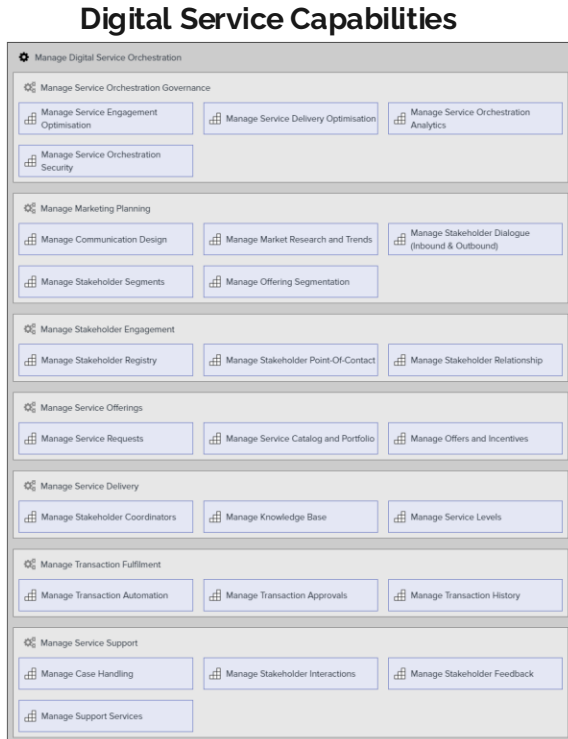 Digital Service Capabilities
Manage Digital Service Orchestration
Manage Service Orchestration Governance
Manage Service Engagement
Optimisation
Manage Service Delivery Optimisation
Manage Service Orchestration
Analytics
Manage Service Orchestration
Security
Manage Marketing Planning
Manage Communication Design
Manage Market Research and Trends
Manage Stakeholder Dialogue
(Inbound & Outbound)
Manage Stakeholder Segments
Manage Offering Segmentation
Manage Stakeholder Engagement
Manage Stakeholder Registry
Manage Stakeholder Point-Of-Contact
Manage Stakeholder Relationship
Manage Service Offerings
Manage Service Requests
Manage Service Catalog and Portfolio
Manage Offers and Incentives
Manage Service Delivery
Manage Stakeholder Coordinators
Manage Knowledge Base
Manage Service Levels
Manage Transaction Fulfilment
Manage Transaction Automation
Manage Transaction Approvals
Manage Transaction History
Manage Service Support
Manage Case Handling
Manage Stakeholder Interactions
Manage Stakeholder Feedback
Manage Support Services